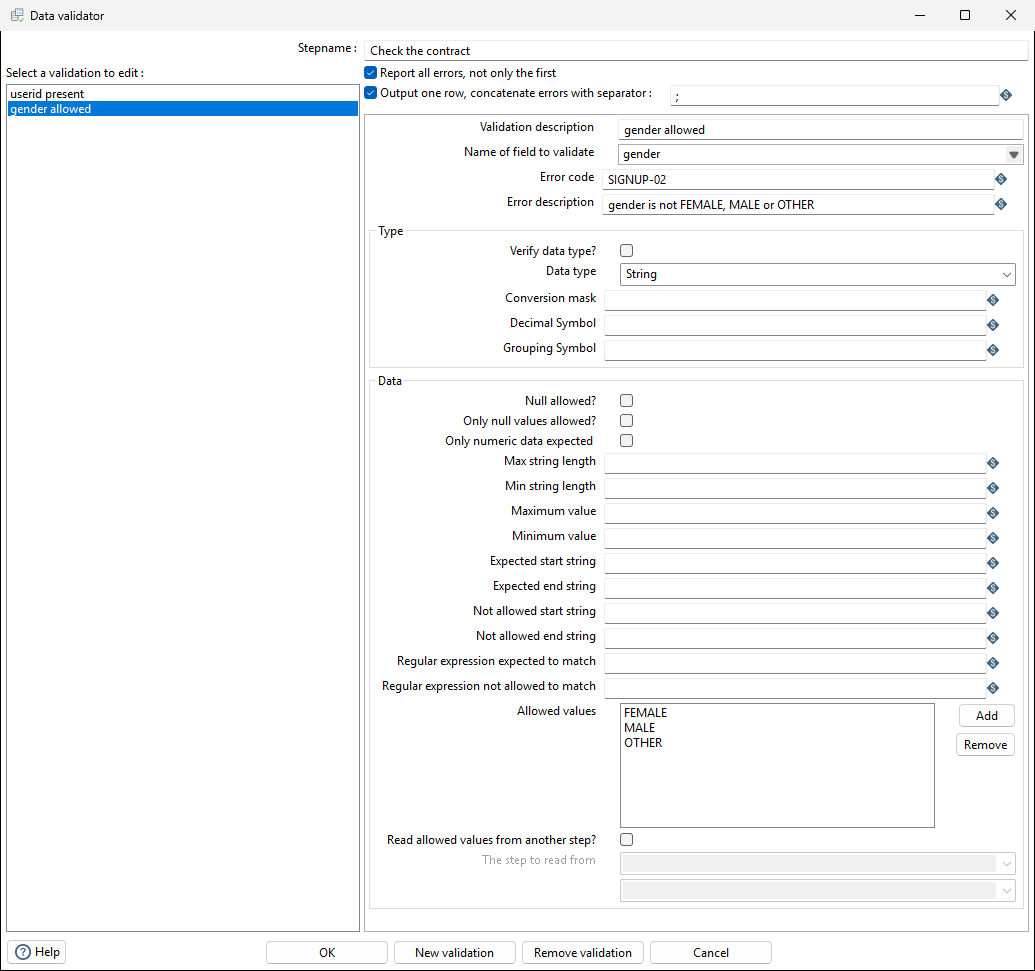 Data validator
Stepname :
Check the contract
Select a validation to edit :
Report all errors, not only the first
userid present
Output one row, concatenate errors with separator :
;
gender allowed
Validation description
gender allowed
Name of field to validate
gender
Error code
SIGNUP-02
Error description
gender is not FEMALE, MALE or OTHER
Type
Verify data type?
Data type
String
Conversion mask
Decimal Symbol
Grouping Symbol
Data
Null allowed?
Only null values allowed?
Only numeric data expected
Max string length
Min string length
Maximum value
Minimum value
Expected start string
Expected end string
Not allowed start string
Not allowed end string
Regular expression expected to match
Regular expression not allowed to match
Allowed values
FEMALE
MALE
OTHER
Add
Remove
Read allowed values from another step?
The step to read from
Help
OK
New validation
Remove validation
Cancel